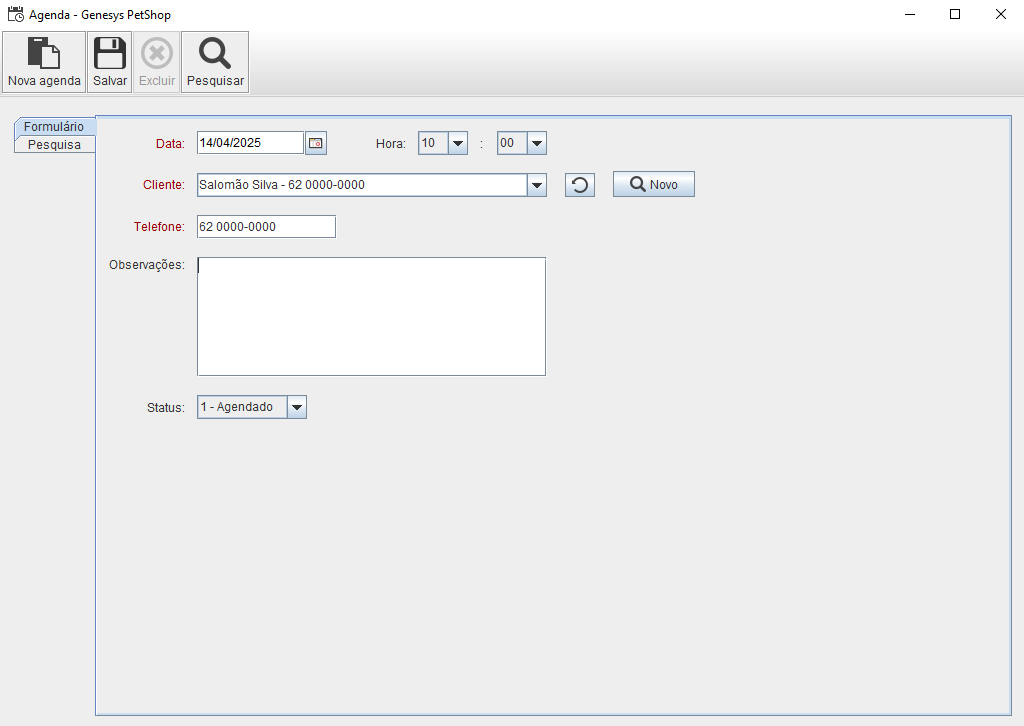 Agenda - Genesys PetShop
Nova agenda Salvar Excluir Pesquisar
Formulário
Pesquisa
Data: 14/04/2025 Hora: 10 : 00
Cliente: Salomão Silva - 62 0000-0000 Novo
Telefone: 62 0000-0000
Observações:
Status: 1 - Agendado